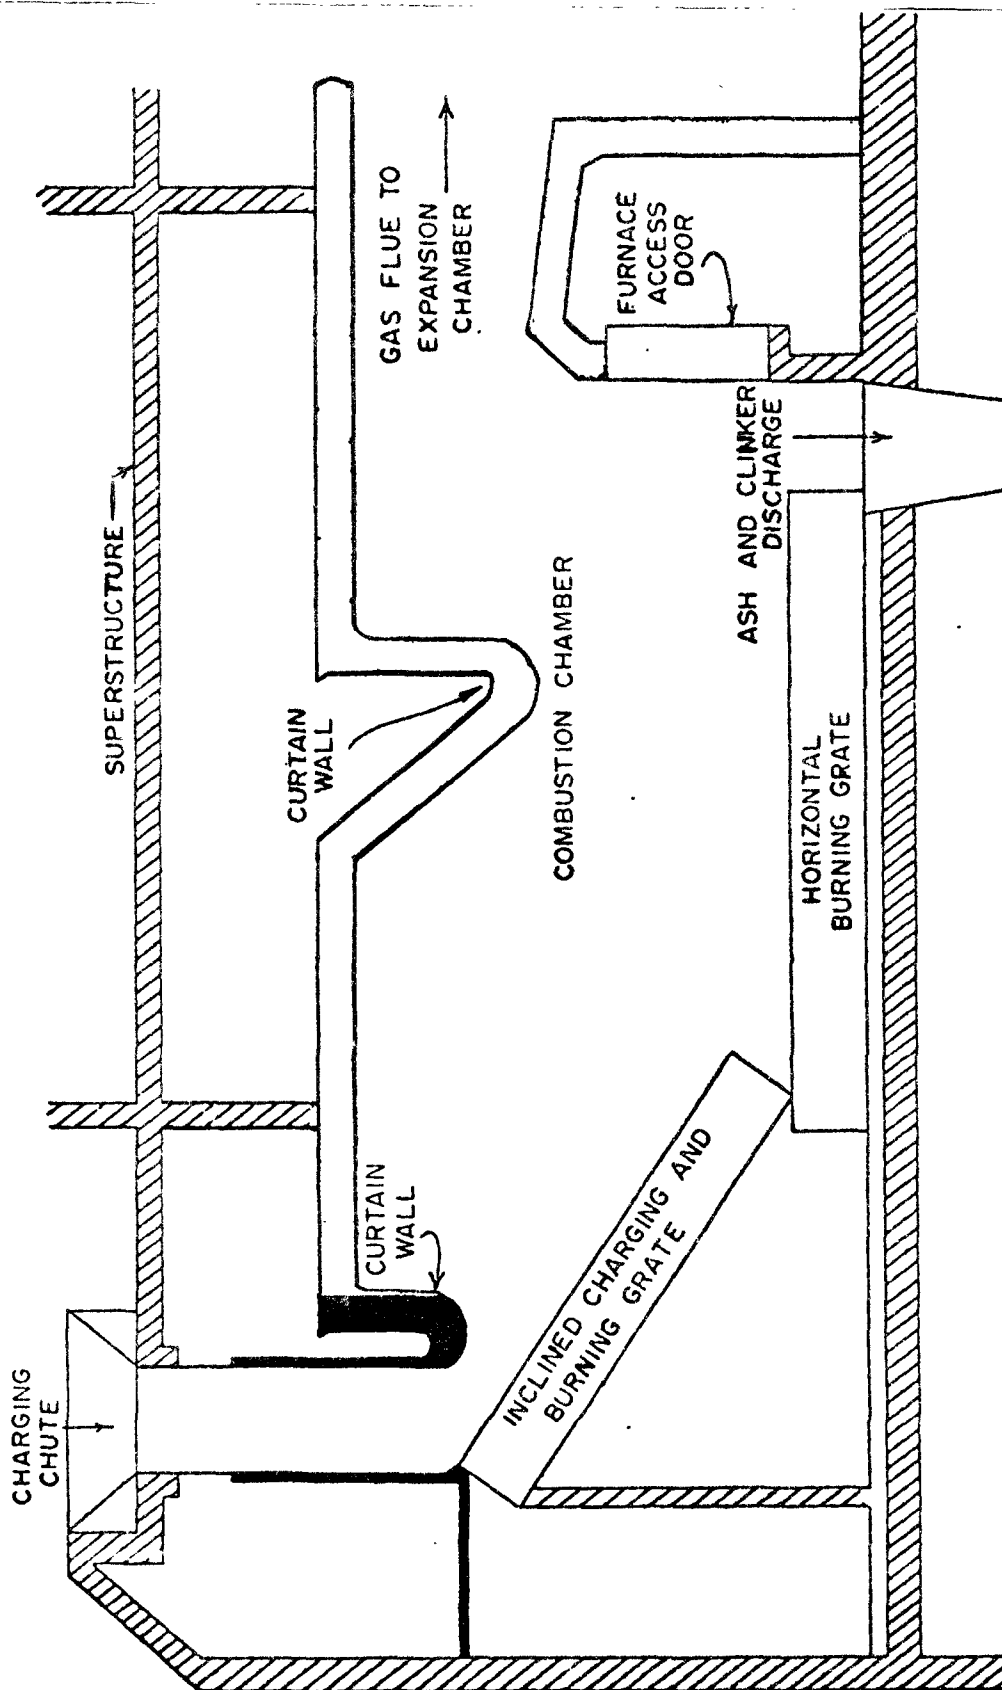 CHARGING
CHUTE
SUPERSTRUCTURE
CURTAIN
WALL
CURTAIN
WALL
GAS FLUE TO
EXPANSION
CHAMBER
COMBUSTION CHAMBER
FURNACE
ACCESS
DOOR
INCLINED CHARGING AND
BURNING GRATE
HORIZONTAL
BURNING GRATE
ASH AND CLINKER
DISCHARGE